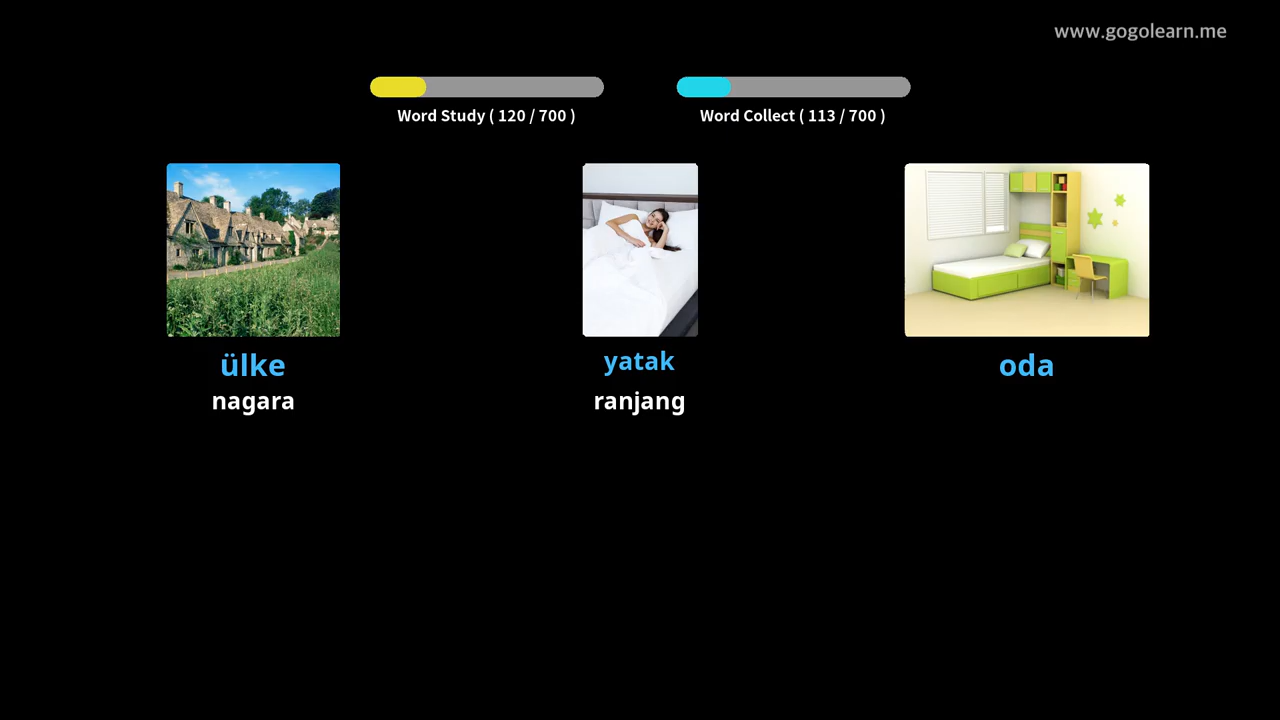 www.gogolearn.me
Word Study ( 120 / 700 )
Word Collect ( 113 / 700 )
ülke
nagara
yatak
ranjang
oda